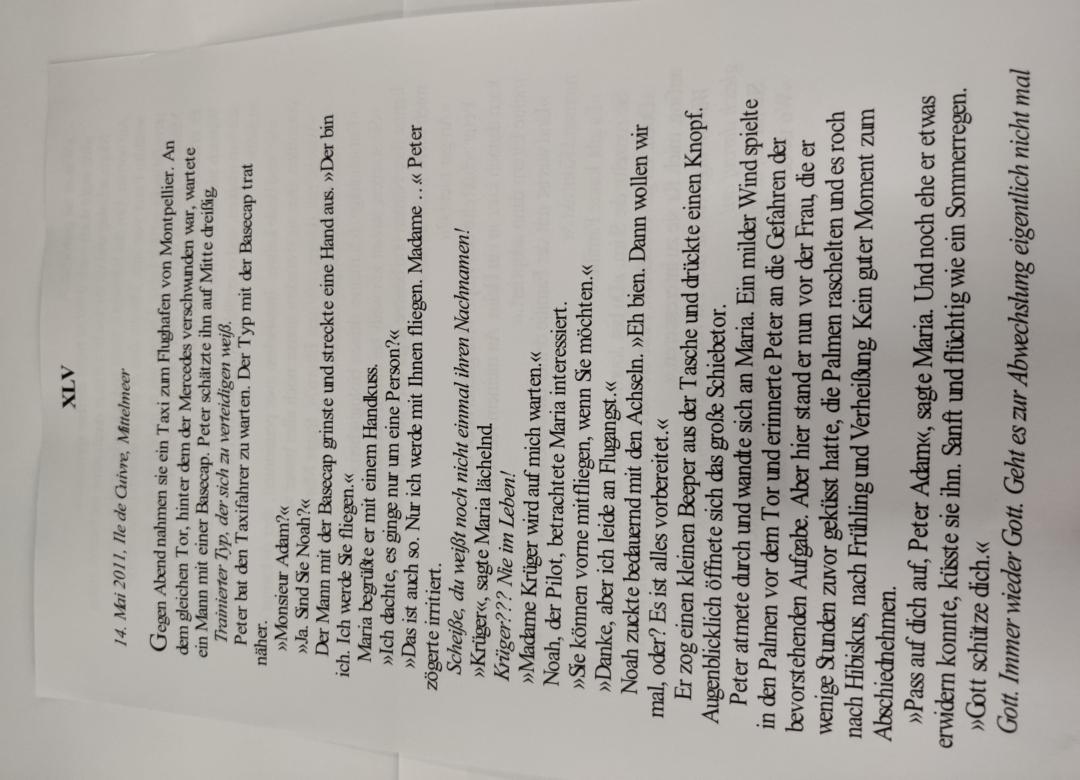 XLV
14. Mai 2011, Ile de Cuivre, Mittelmeer
Gegen Abend nahmen sie ein Taxi zum Flughafen von Montpellier. An
dem gleichen Tor, hinter dem der Mercedes verschwunden war, wartete
ein Mann mit einer Basecap. Peter schätzte ihn auf Mitte dreißig
Trainierter Typ, der sich zu verteidigen weiß.
Peter bat den Taxifahrer zu warten. Der Typ mit der Basecap trat
näher.
»Monsieur Adam?«
»Ja. Sind Sie Noah?«
Der Mann mit der Basecap grinste und streckte eine Hand aus. »Der bin
ich. Ich werde Sie fliegen.«
Maria begrüßte er mit einem Handkuss.
»Ich dachte, es ginge nur um eine Person?«
»Das ist auch so. Nur ich werde mit Ihnen fliegen. Madame …« Peter
zögerte irritiert.
Scheiße, du weißt noch nicht einmal ihren Nachnamen!
»Krüger«, sagte Maria lächelnd.
Krüger??? Nie im Leben!
»Madame Krüger wird auf mich warten.«
Noah, der Pilot, betrachtete Maria interessiert.
»Sie können vorne mitfliegen, wenn Sie möchten.«
»Danke, aber ich leide an Flugangst.«
Noah zuckte bedauernd mit den Achseln. »Eh bien. Dann wollen wir
mal, oder? Es ist alles vorbereitet.«
Er zog einen kleinen Beeper aus der Tasche und drückte einen Knopf.
Augenblicklich öffnete sich das große Schiebetor.
Peter atmete durch und wandte sich an Maria. Ein milder Wind spielte
in den Palmen vor dem Tor und erinnerte Peter an die Gefahren der
bevorstehenden Aufgabe. Aber hier stand er nun vor der Frau, die er
wenige Stunden zuvor geküsst hatte, die Palmen raschelten und es roch
nach Hibiskus, nach Frühling und Verheißung. Kein guter Moment zum
Abschiednehmen.
»Pass auf dich auf, Peter Adam«, sagte Maria. Und noch ehe er etwas
erwidern konnte, küsste sie ihn. Sanft und flüchtig wie ein Sommerregen.
»Gott schütze dich.«
Gott. Immer wieder Gott. Geht es zur Abwechslung eigentlich nicht mal